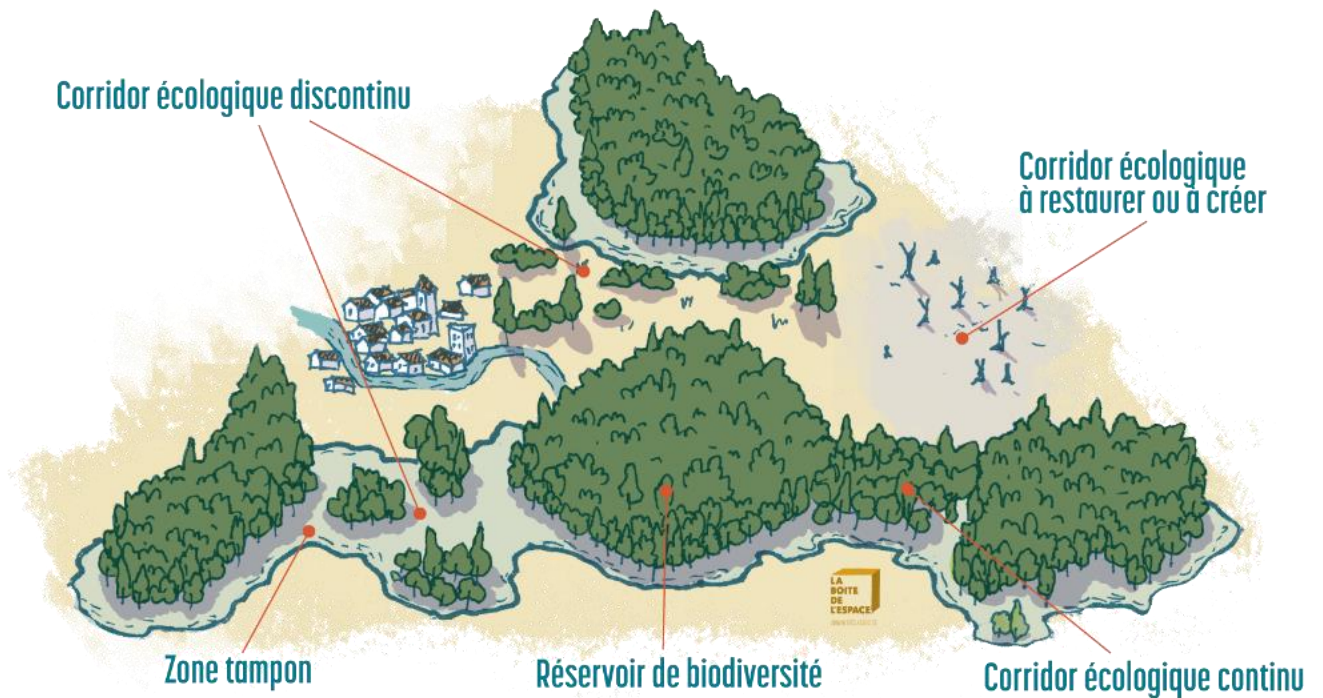 Corridor écologique discontinu
Corridor écologique
à restaurer ou à créer
LA
BOITE
DE
L'ESPACE
Zone tampon
Réservoir de biodiversité
Corridor écologique continu